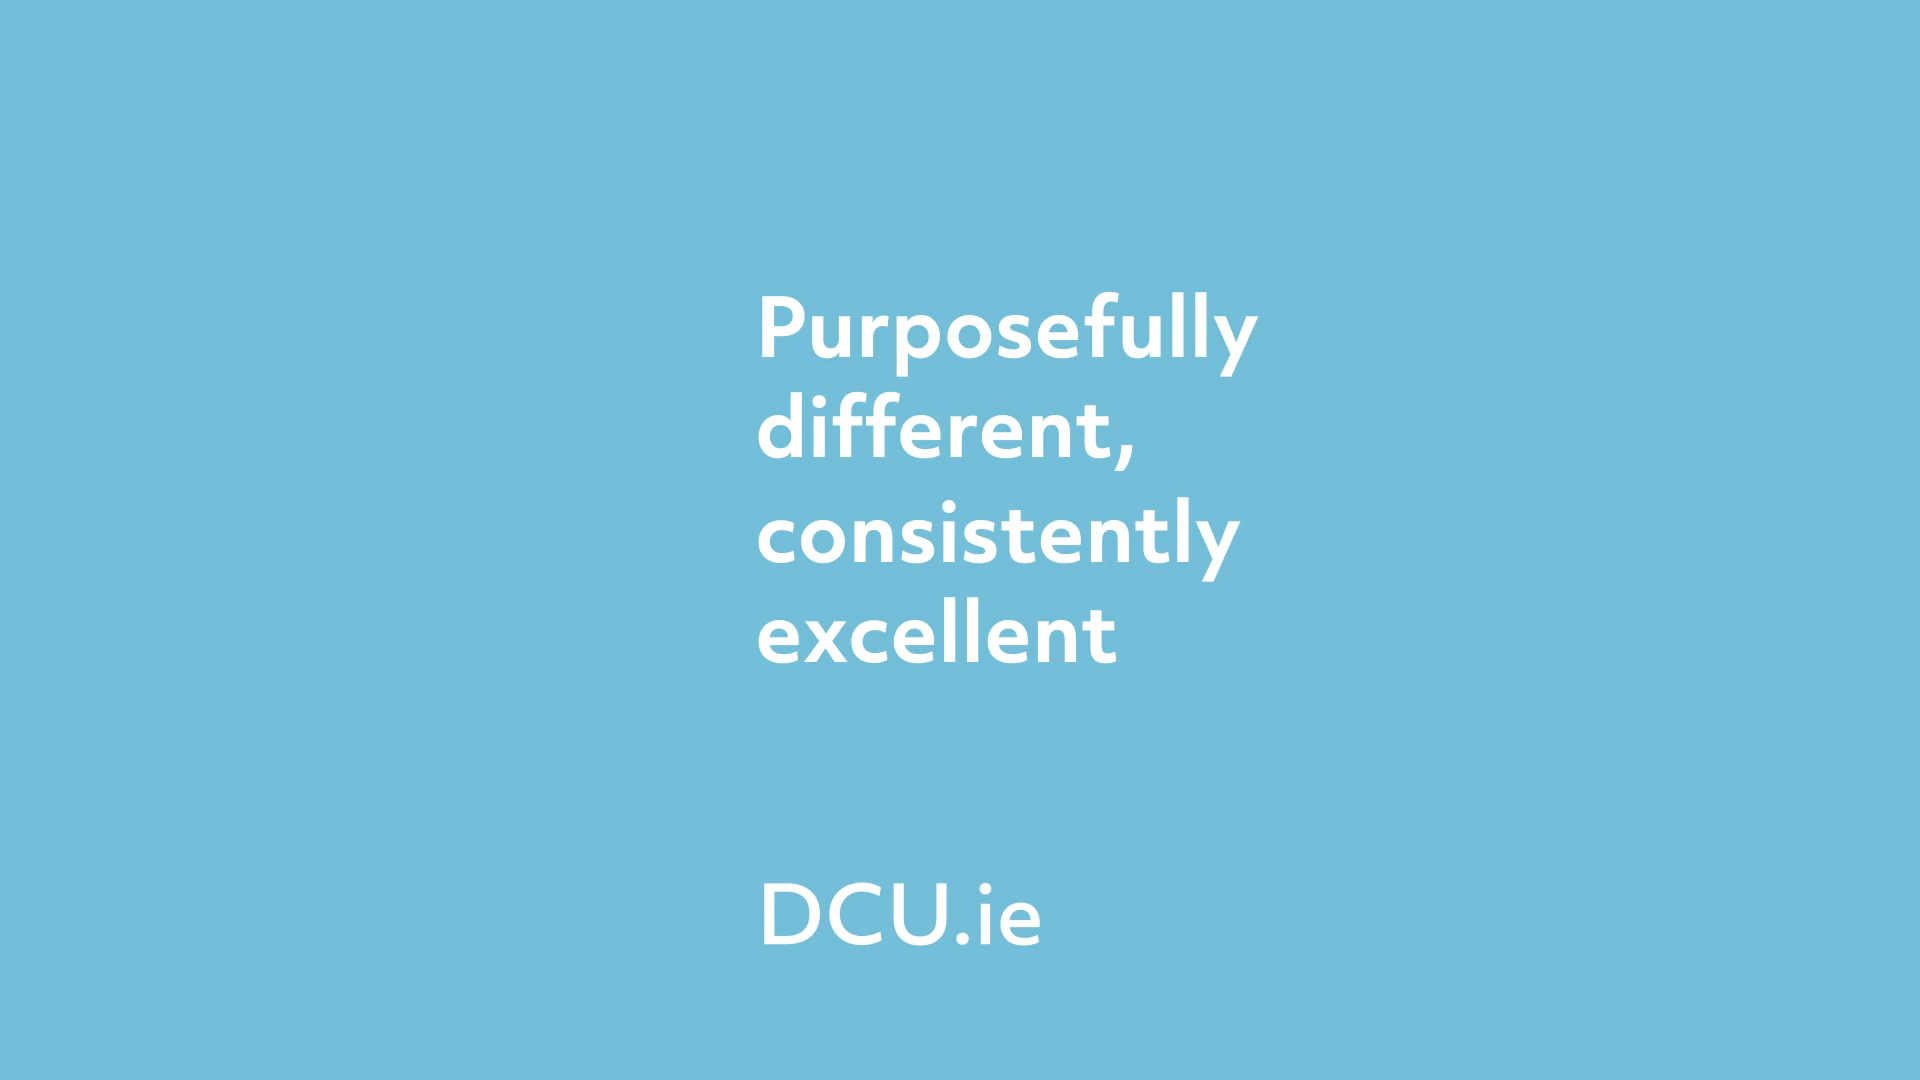 Purposefully
different,
consistently
excellent
DCU.ie